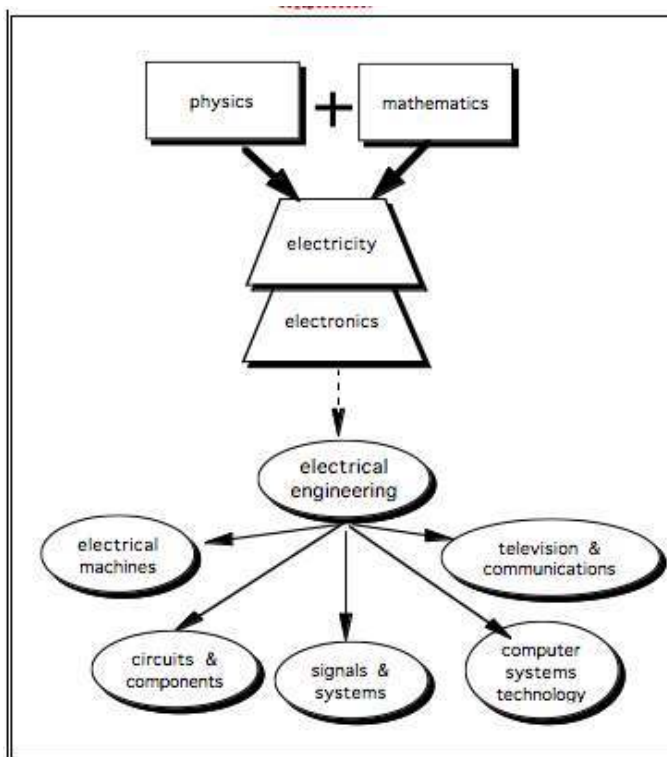 physics
+
mathematics
electricity
electronics
electrical
engineering
electrical
machines
television &
communications
circuits &
components
signals &
systems
computer
systems
technology